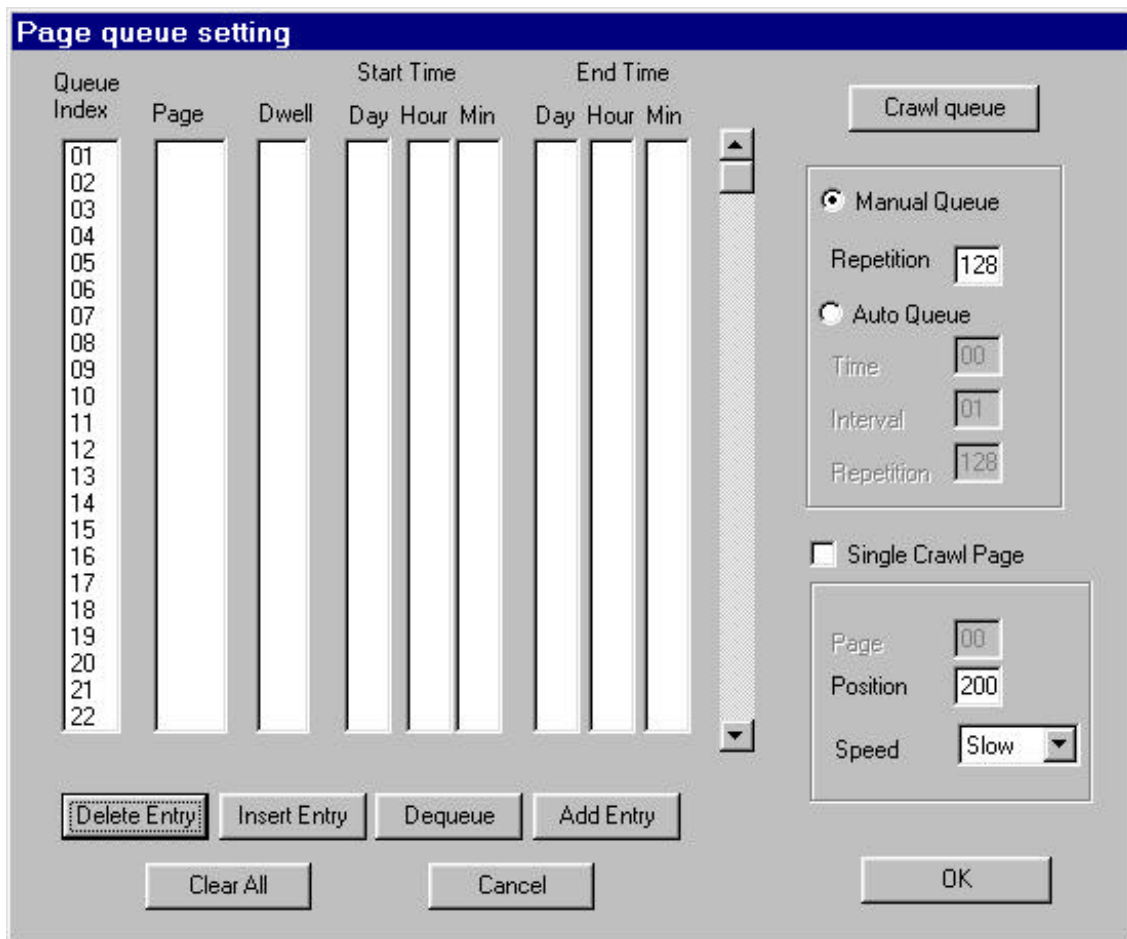 Page queue setting
Start Time End Time
Queue
Index Page Dwell Day Hour Min Day Hour Min
Crawl queue
01
02
03
04
05
06
07
08
09
10
11
12
13
14
15
16
17
18
19
20
21
22
Manual Queue
Repetition 128
Auto Queue
Time 00
Interval 01
Repetition 128
Single Crawl Page
Page 00
Position 200
Speed Slow
Delete Entry Insert Entry Dequeue Add Entry
Clear All Cancel OK